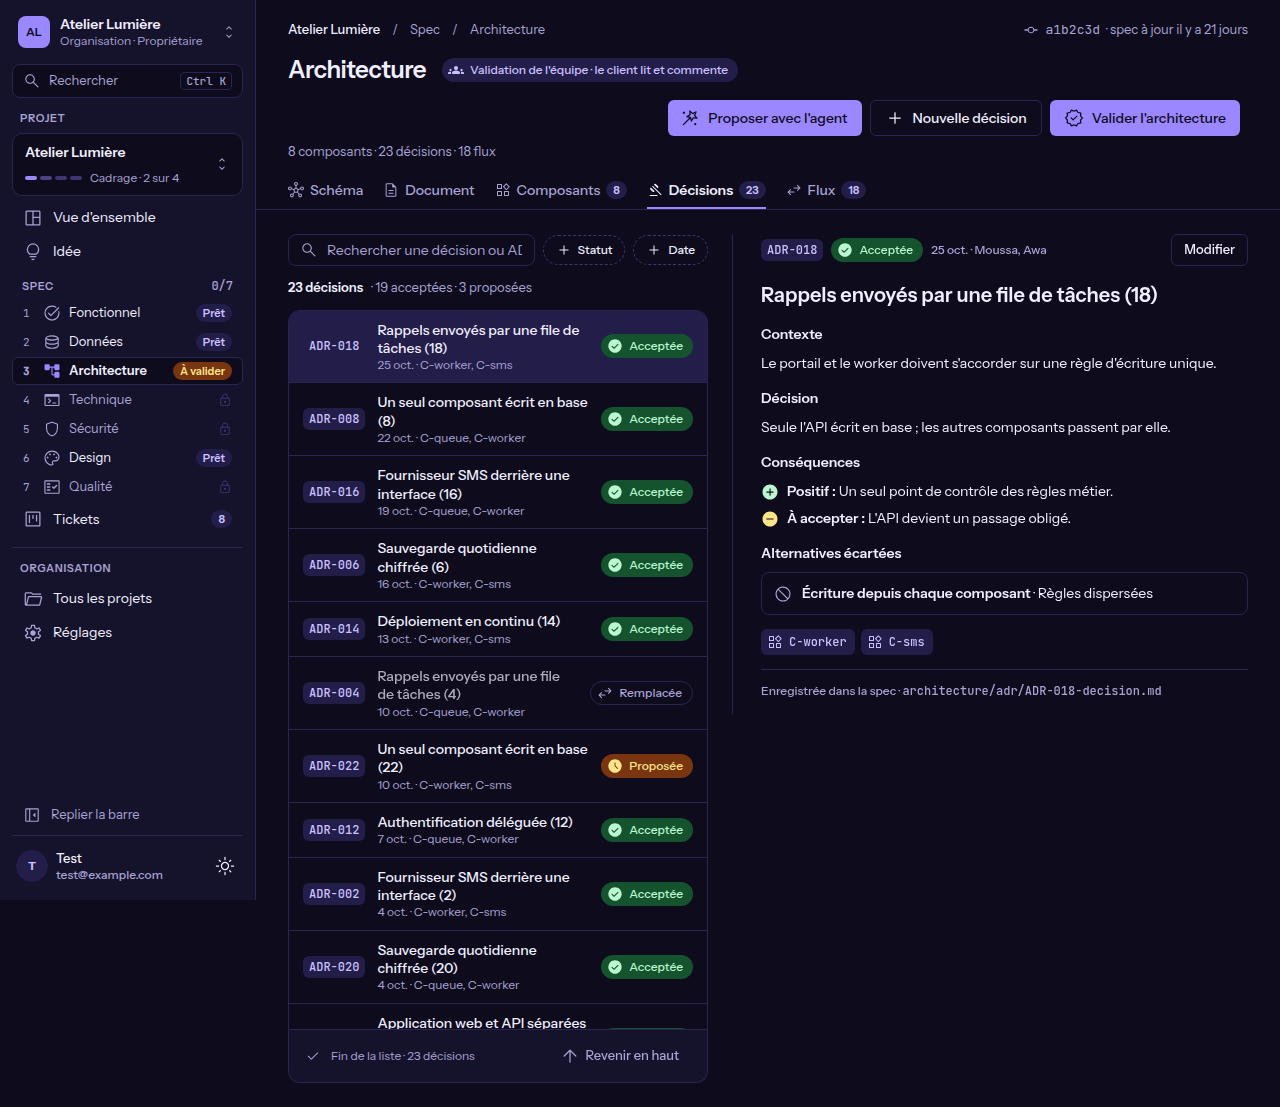 AL
Atelier Lumière
Organisation · Propriétaire
Rechercher
Ctrl K
PROJET
Atelier Lumière
Cadrage · 2 sur 4
Vue d'ensemble
Idée
SPEC 0/7
1 Fonctionnel Prêt
2 Données Prêt
3 Architecture À valider
4 Technique
5 Sécurité
6 Design Prêt
7 Qualité
Tickets 8
ORGANISATION
Tous les projets
Réglages
Replier la barre
T
Test
test@example.com
Atelier Lumière / Spec / Architecture
a1b2c3d · spec à jour il y a 21 jours
Architecture
Validation de l'équipe · le client lit et commente
Proposer avec l'agent
Nouvelle décision
Valider l'architecture
8 composants · 23 décisions · 18 flux
Schéma
Document
Composants 8
Décisions 23
Flux 18
Rechercher une décision ou AD
Statut
Date
23 décisions · 19 acceptées · 3 proposées
ADR-018
Rappels envoyés par une file de
tâches (18)
25 oct. · C-worker, C-sms
Acceptée
ADR-008
Un seul composant écrit en base
(8)
22 oct. · C-queue, C-worker
Acceptée
ADR-016
Fournisseur SMS derrière une
interface (16)
19 oct. · C-queue, C-worker
Acceptée
ADR-006
Sauvegarde quotidienne
chiffrée (6)
16 oct. · C-worker, C-sms
Acceptée
ADR-014
Déploiement en continu (14)
13 oct. · C-worker, C-sms
Acceptée
ADR-004
Rappels envoyés par une file
de tâches (4)
10 oct. · C-queue, C-worker
Remplacée
ADR-022
Un seul composant écrit en base
(22)
10 oct. · C-worker, C-sms
Proposée
ADR-012
Authentification déléguée (12)
7 oct. · C-queue, C-worker
Acceptée
ADR-002
Fournisseur SMS derrière une
interface (2)
4 oct. · C-worker, C-sms
Acceptée
ADR-020
Sauvegarde quotidienne
chiffrée (20)
4 oct. · C-queue, C-worker
Acceptée
Application web et API séparées
Fin de la liste · 23 décisions
Revenir en haut
ADR-018
Acceptée
25 oct. · Moussa, Awa
Modifier
Rappels envoyés par une file de tâches (18)
Contexte
Le portail et le worker doivent s'accorder sur une règle d'écriture unique.
Décision
Seule l'API écrit en base ; les autres composants passent par elle.
Conséquences
Positif : Un seul point de contrôle des règles métier.
À accepter : L'API devient un passage obligé.
Alternatives écartées
Écriture depuis chaque composant · Règles dispersées
C-worker
C-sms
Enregistrée dans la spec · architecture/adr/ADR-018-decision.md